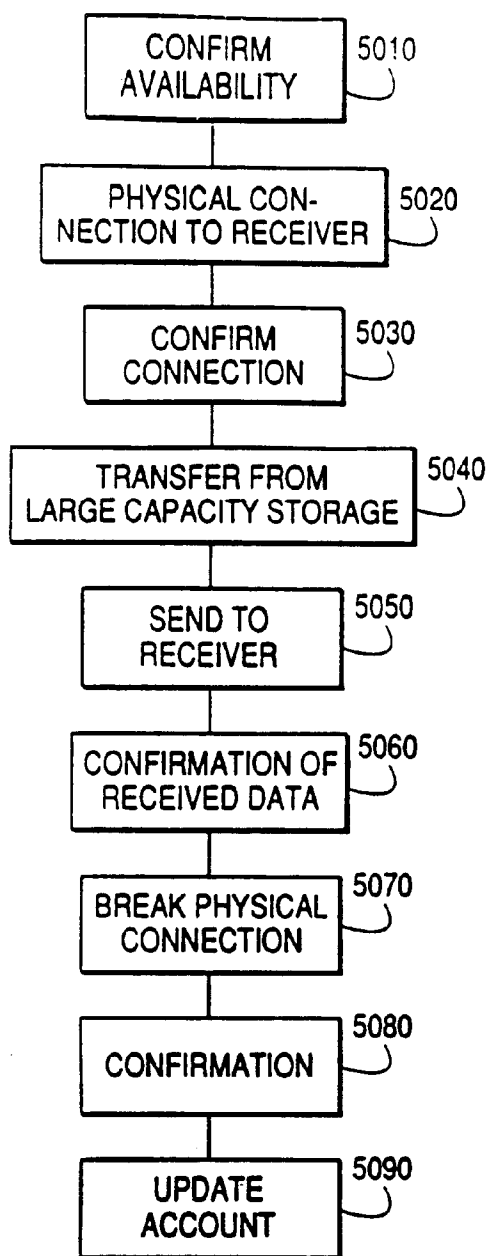 CONFIRM
AVAILABILITY
5010
PHYSICAL CON-
NECTION TO RECEIVER
5020
CONFIRM
CONNECTION
5030
TRANSFER FROM
LARGE CAPACITY STORAGE
5040
SEND TO
RECEIVER
5050
CONFIRMATION OF
RECEIVED DATA
5060
BREAK PHYSICAL
CONNECTION
5070
CONFIRMATION
5080
UPDATE
ACCOUNT
5090